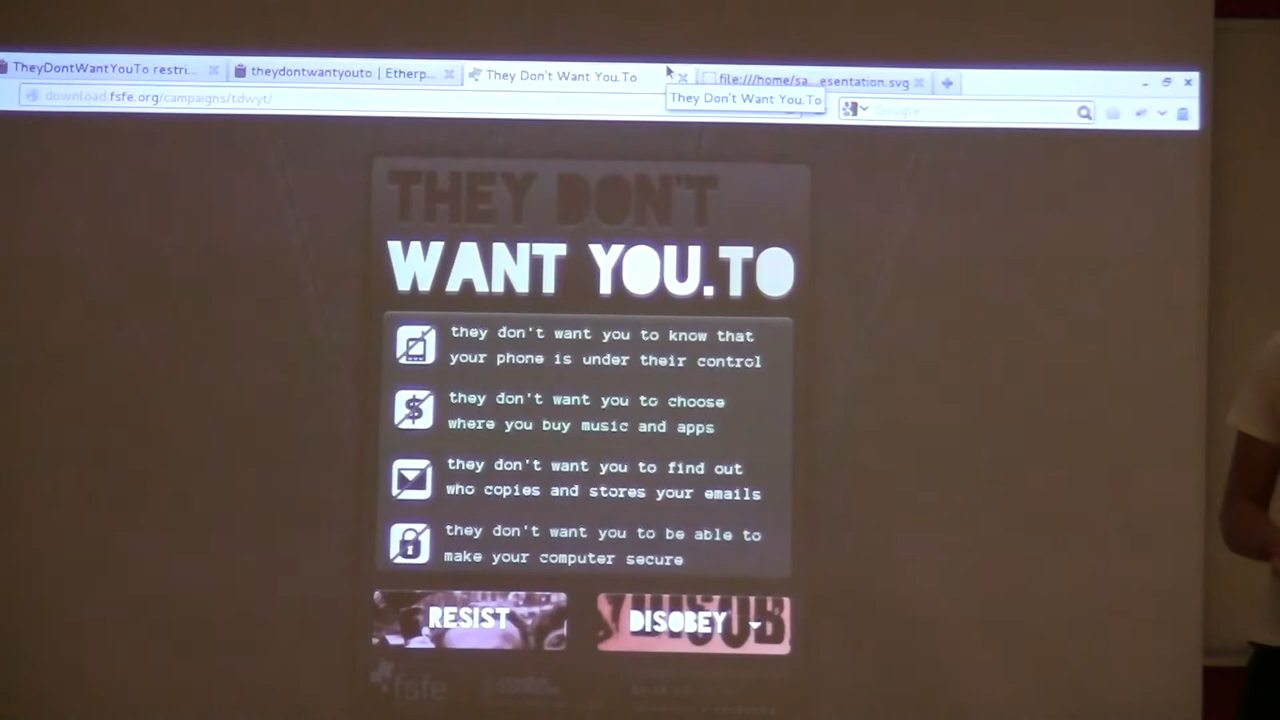 TheyDontWantYouTo restri...
theydontwantyouto | Etherp...
They Don't Want You.To
file:///home/sa...esentation.svg
download.fsfe.org/campaigns/tdwyt/
They Don't Want You.To
Google
THEY DON'T
WANT YOU.TO
they don't want you to know that
your phone is under their control
they don't want you to choose
where you buy music and apps
they don't want you to find out
who copies and stores your emails
they don't want you to be able to
make your computer secure
RESIST
DISOBEY
fsfe